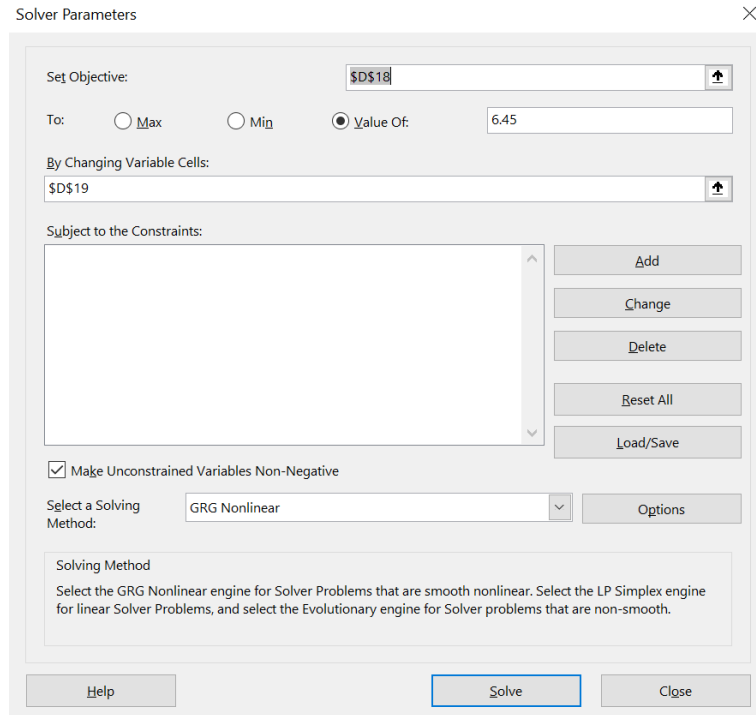 Solver Parameters
Set Objective:
$D$18
To:
Max
Min
Value Of:
6.45
By Changing Variable Cells:
$D$19
Subject to the Constraints:
Add
Change
Delete
Reset All
Load/Save
Make Unconstrained Variables Non-Negative
Select a Solving
Method:
GRG Nonlinear
Options
Solving Method
Select the GRG Nonlinear engine for Solver Problems that are smooth nonlinear. Select the LP Simplex engine
for linear Solver Problems, and select the Evolutionary engine for Solver problems that are non-smooth.
Help
Solve
Close